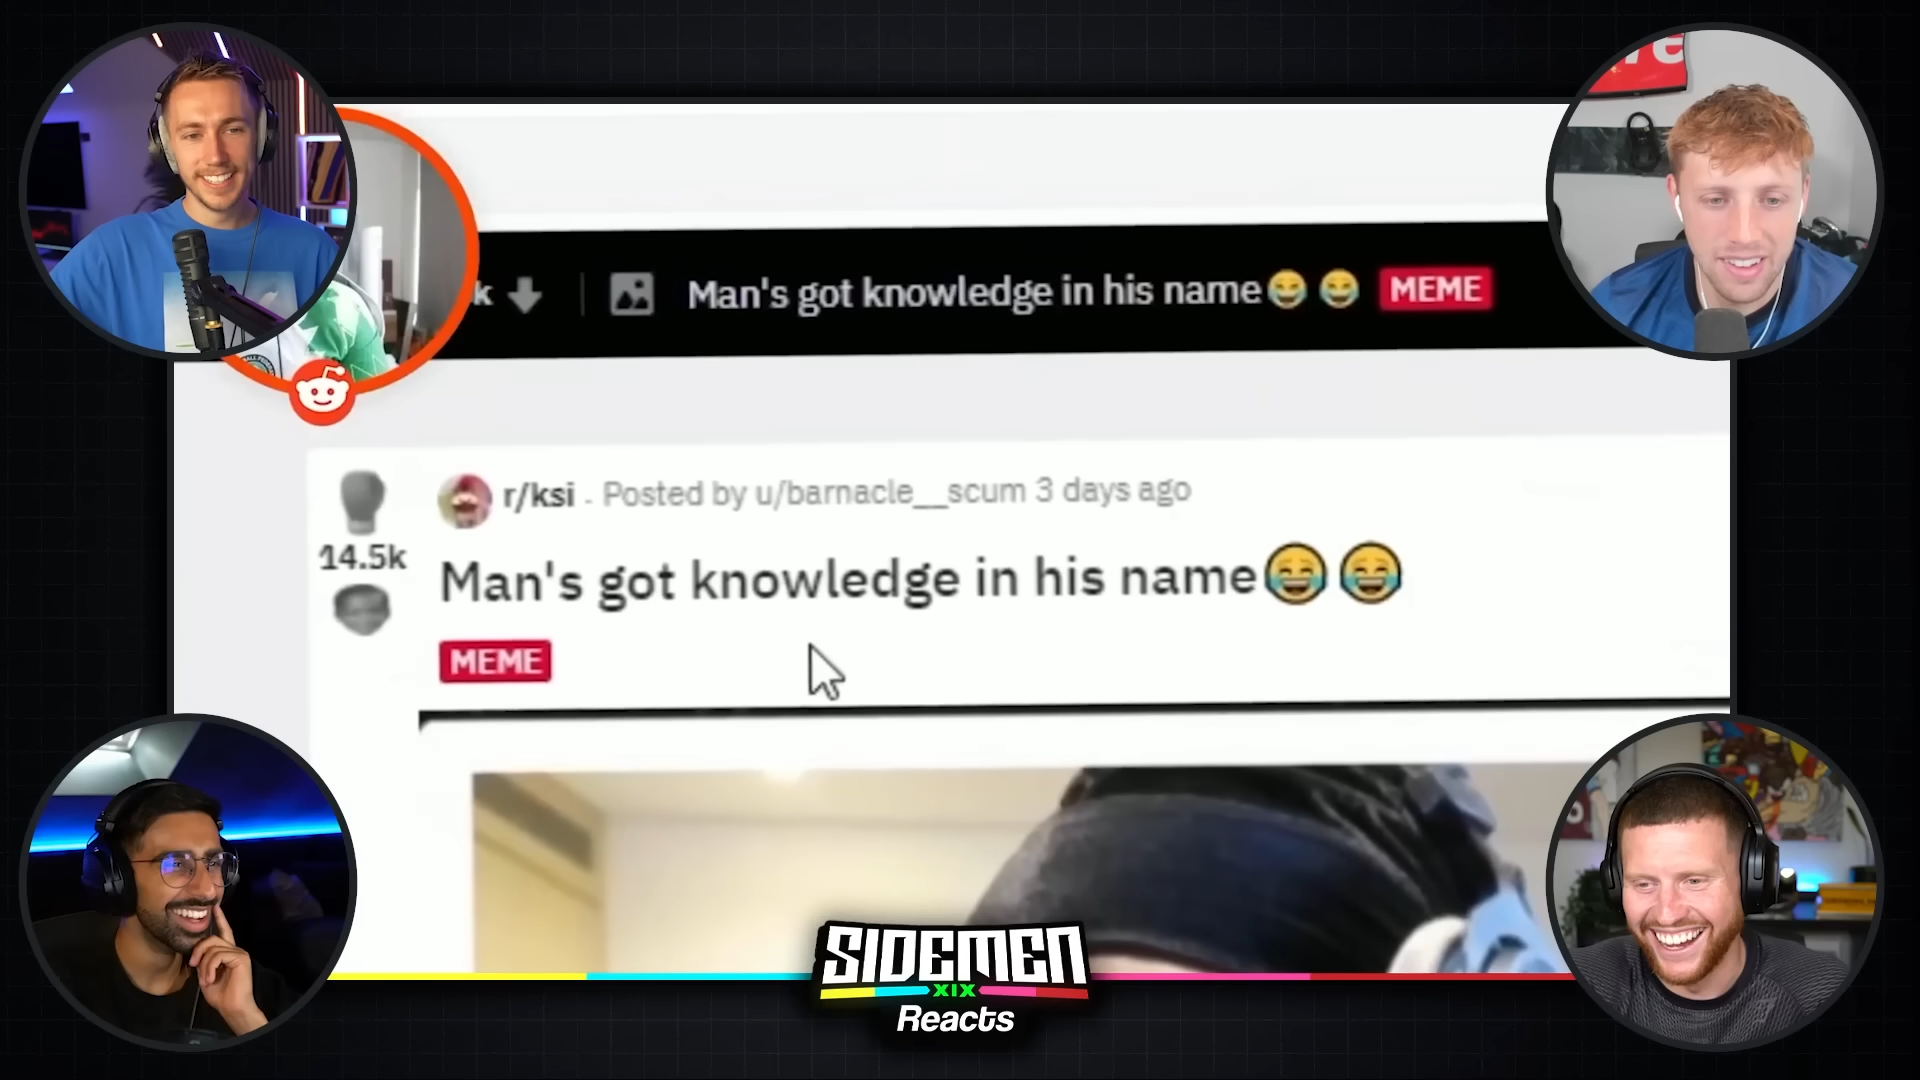 k
Man's got knowledge in his name😂 😂 MEME
r/ksi . Posted by u/barnacle__scum 3 days ago
14.5k
Man's got knowledge in his name😂 😂
MEME
SIDEMEN
XIX
Reacts